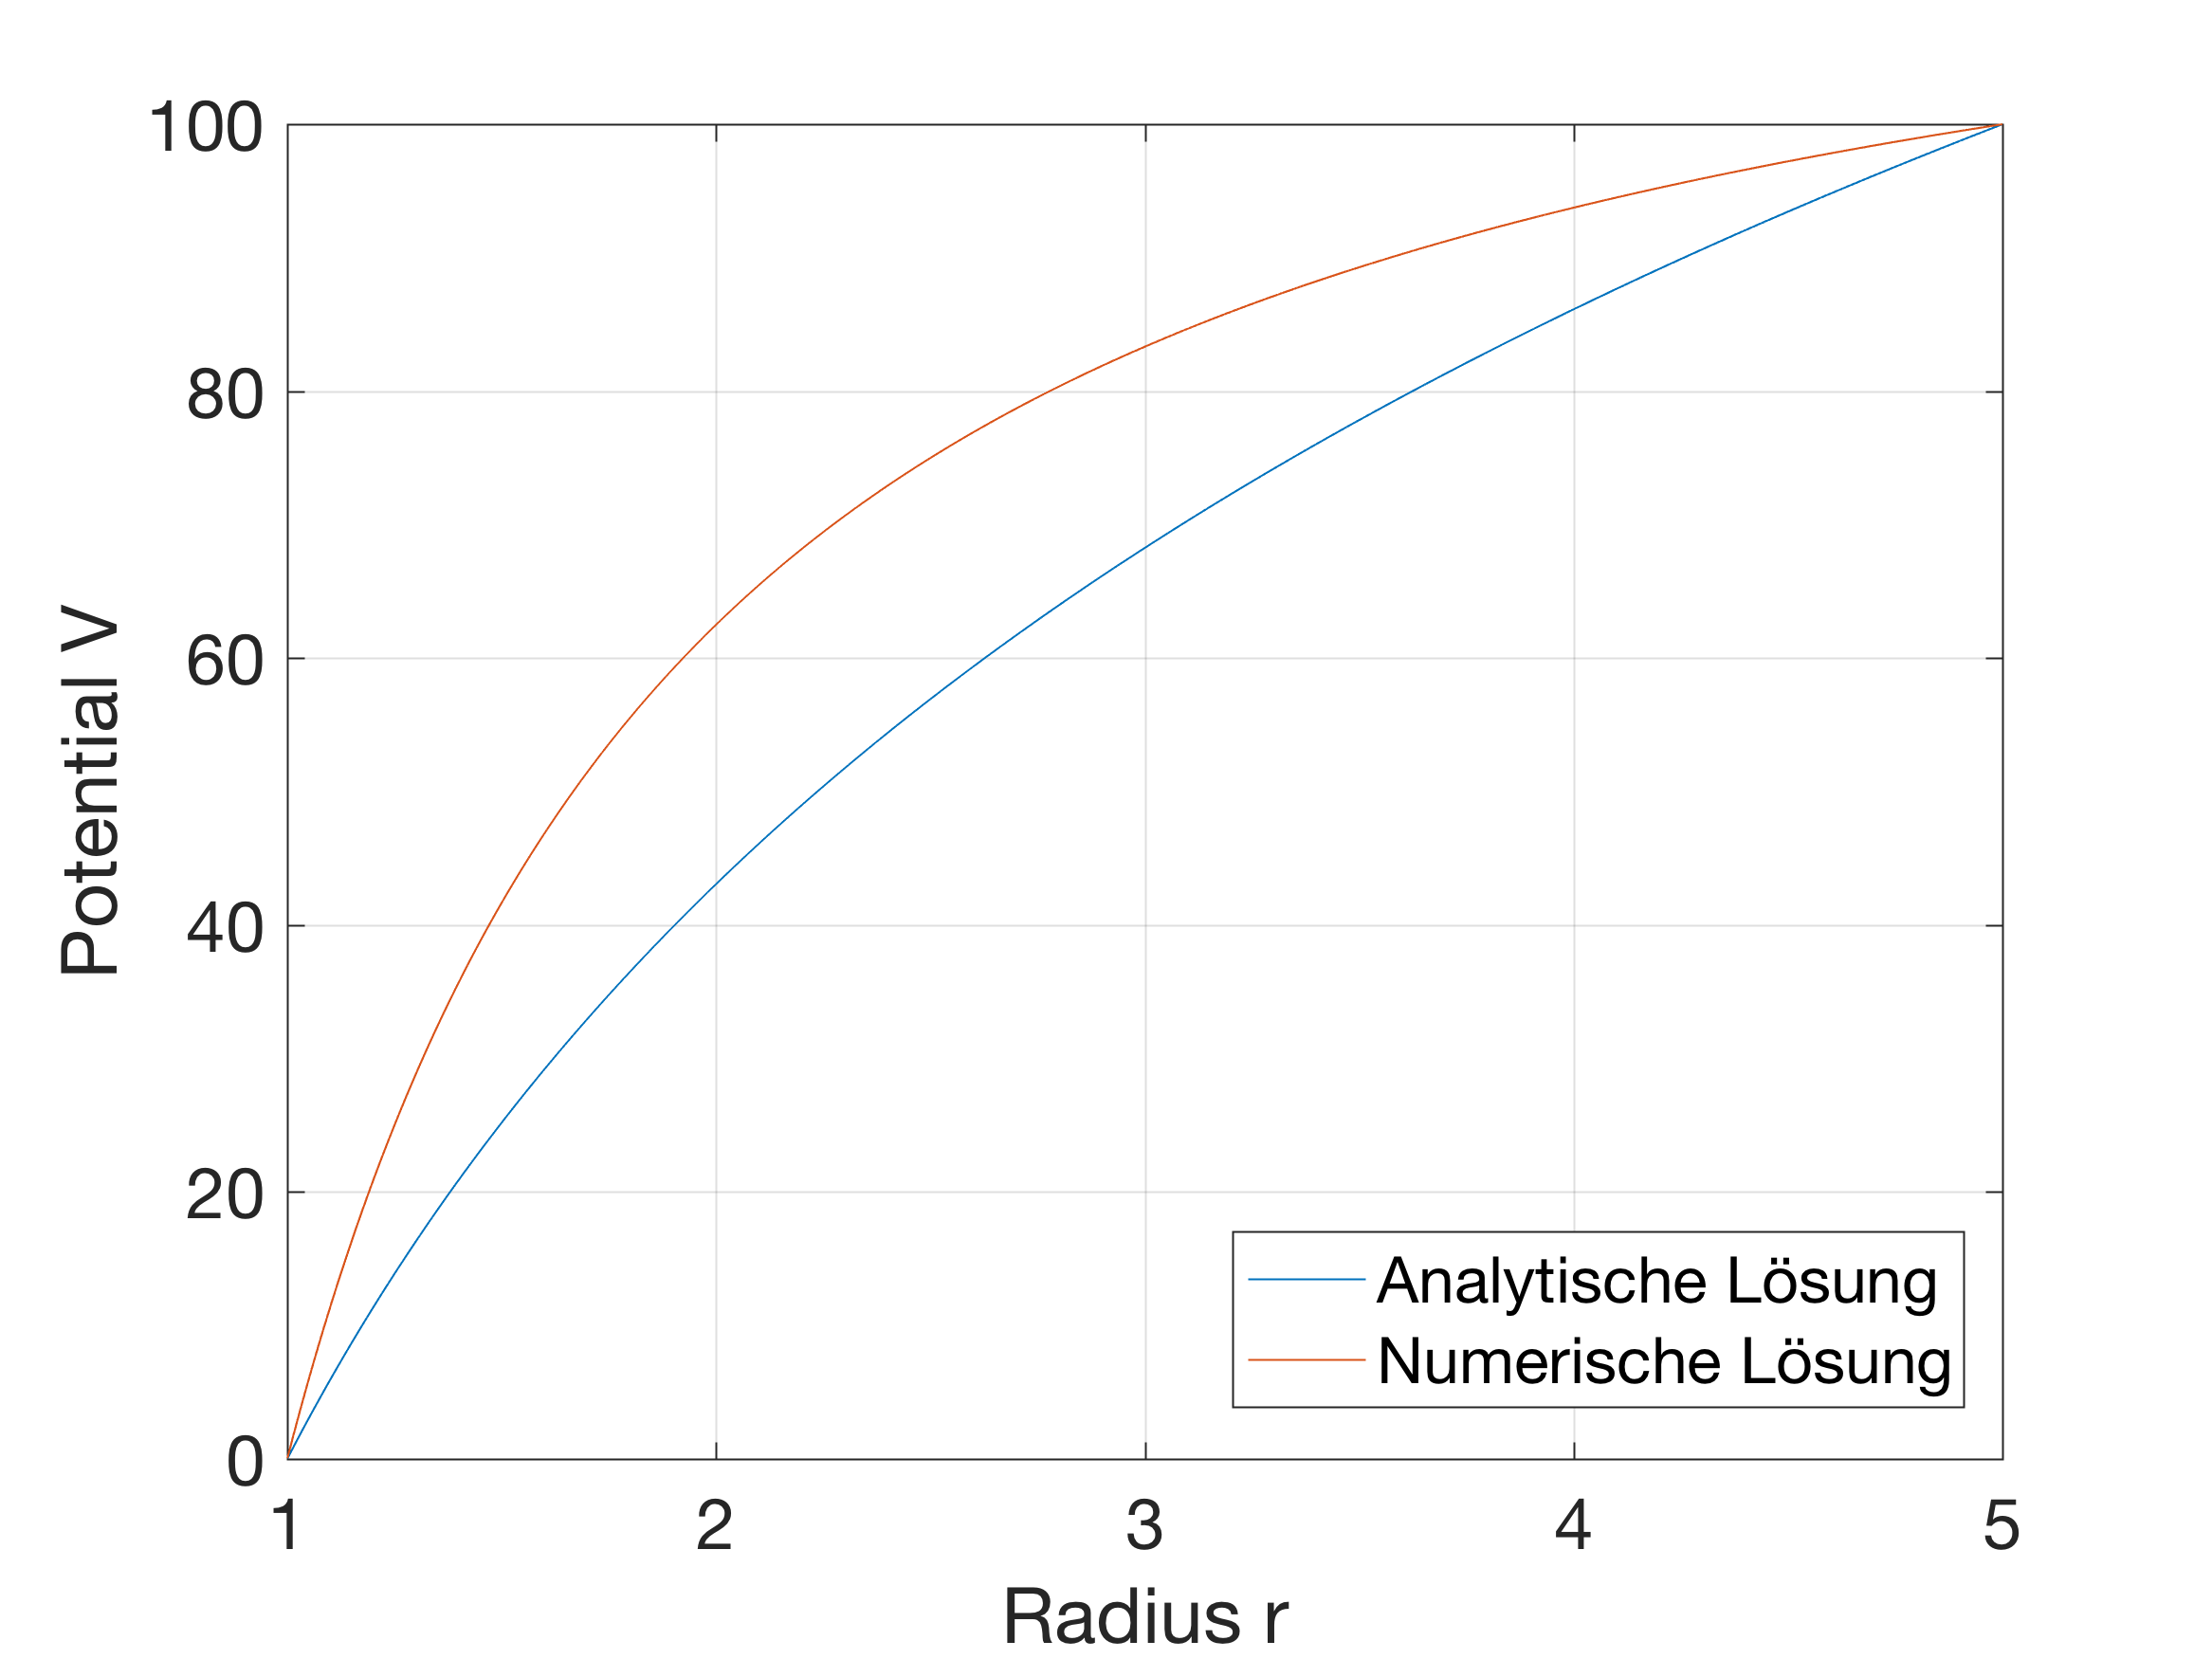 100
80
60
40
20
0
Potential V
1 2 3 4 5
Radius r
Analytische Lösung
Numerische Lösung